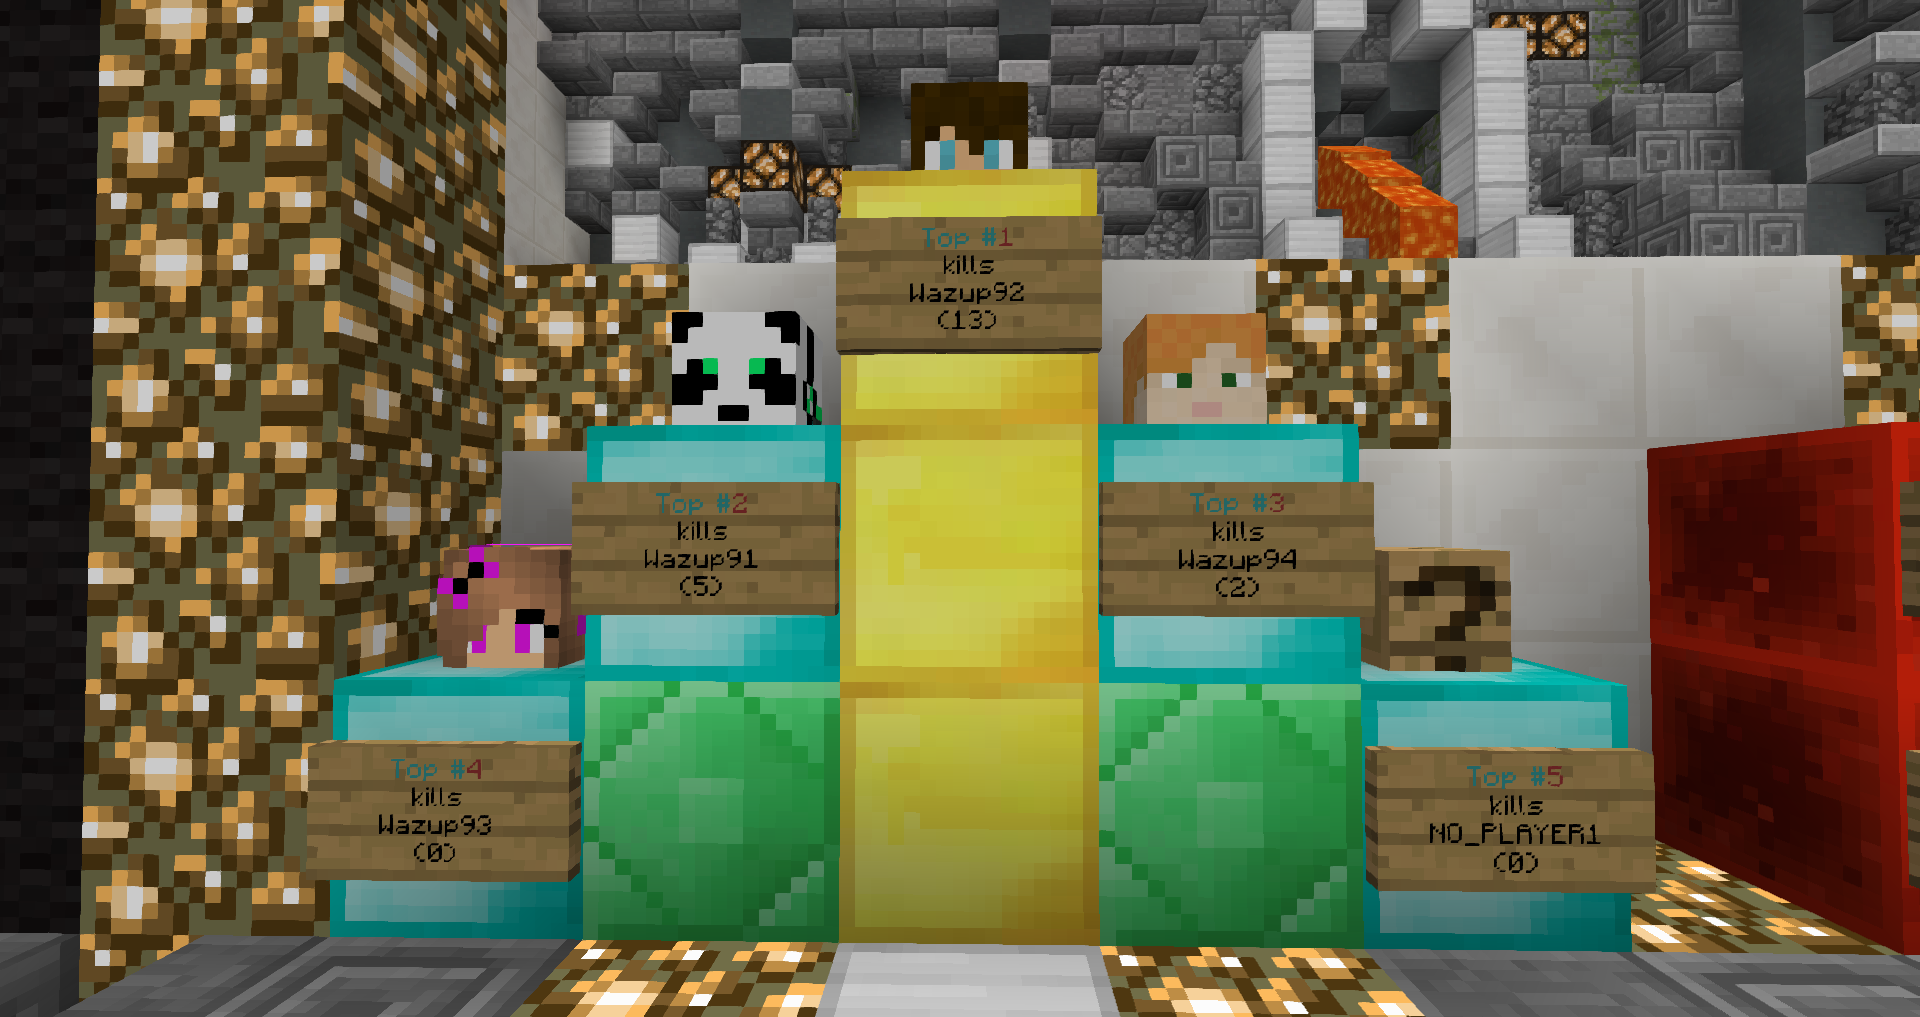 Top #1
kills
Wazup92
(13)
Top #2
kills
Wazup91
(5)
Top #3
kills
Wazup94
(2)
?
Top #4
kills
Wazup93
(0)
Top #5
kills
NO_PLAYER1
(0)